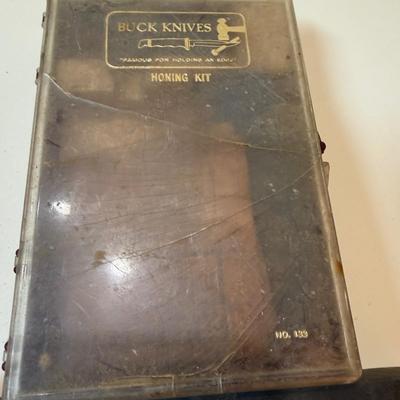 BUCK KNIVES
"FAMOUS FOR HOLDING AN EDGE"
HONING KIT
NO. 133